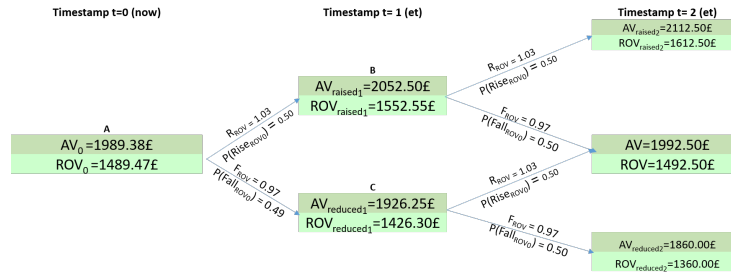 Timestamp t=0 (now)
Timestamp t= 1 (et)
Timestamp t= 2 (et)
AVraised2=2112.50£
ROVraised2=1612.50£
RROV = 1.03
P(RiseROV0) = 0.50
B
AVraised1=2052.50£
ROVraised1=1552.55£
RROV = 1.03
P(RiseROV0) = 0.50
FROV = 0.97
P(FallROV0) = 0.50
A
AV0=1989.38£
ROV0=1489.47£
AV=1992.50£
ROV=1492.50£
FROV = 0.97
P(FallROV0) = 0.49
RROV = 1.03
P(RiseROV0) = 0.50
C
AVreduced1=1926.25£
ROVreduced1=1426.30£
FROV = 0.97
P(FallROV0) = 0.50
AVreduced2=1860.00£
ROVreduced2=1360.00£